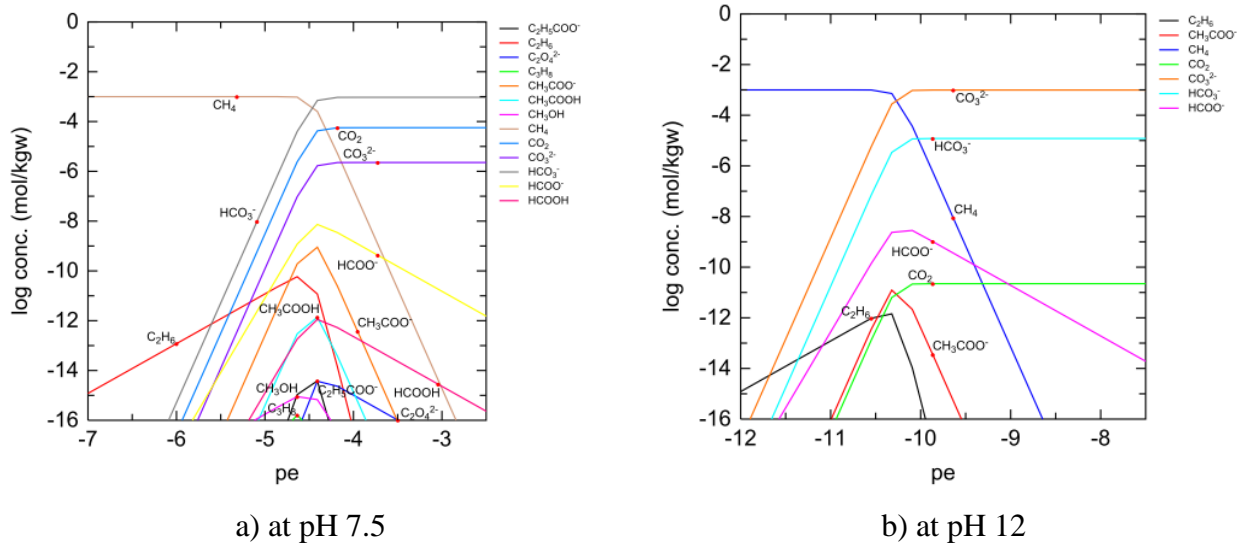 0
-2
-4
-6
-8
-10
-12
-14
-16
log conc. (mol/kgw)
-7
-6
-5
-4
-3
pe
CH₄
CO₂
CO₃²⁻
HCO₃⁻
HCOO⁻
C₂H₆
CH₃COOH
CH₃COO⁻
CH₃OH
C₂H₅COO⁻
HCOOH
C₃H₈
C₂O₄²⁻
C₂H₅COO⁻
C₂H₆
C₂O₄²⁻
C₃H₈
CH₃COO⁻
CH₃COOH
CH₃OH
CH₄
CO₂
CO₃²⁻
HCO₃⁻
HCOO⁻
HCOOH
a) at pH 7.5
0
-2
-4
-6
-8
-10
-12
-14
-16
log conc. (mol/kgw)
-12
-11
-10
-9
-8
pe
CO₃²⁻
HCO₃⁻
CH₄
HCOO⁻
CO₂
C₂H₆
CH₃COO⁻
C₂H₆
CH₃COO⁻
CH₄
CO₂
CO₃²⁻
HCO₃⁻
HCOO⁻
b) at pH 12